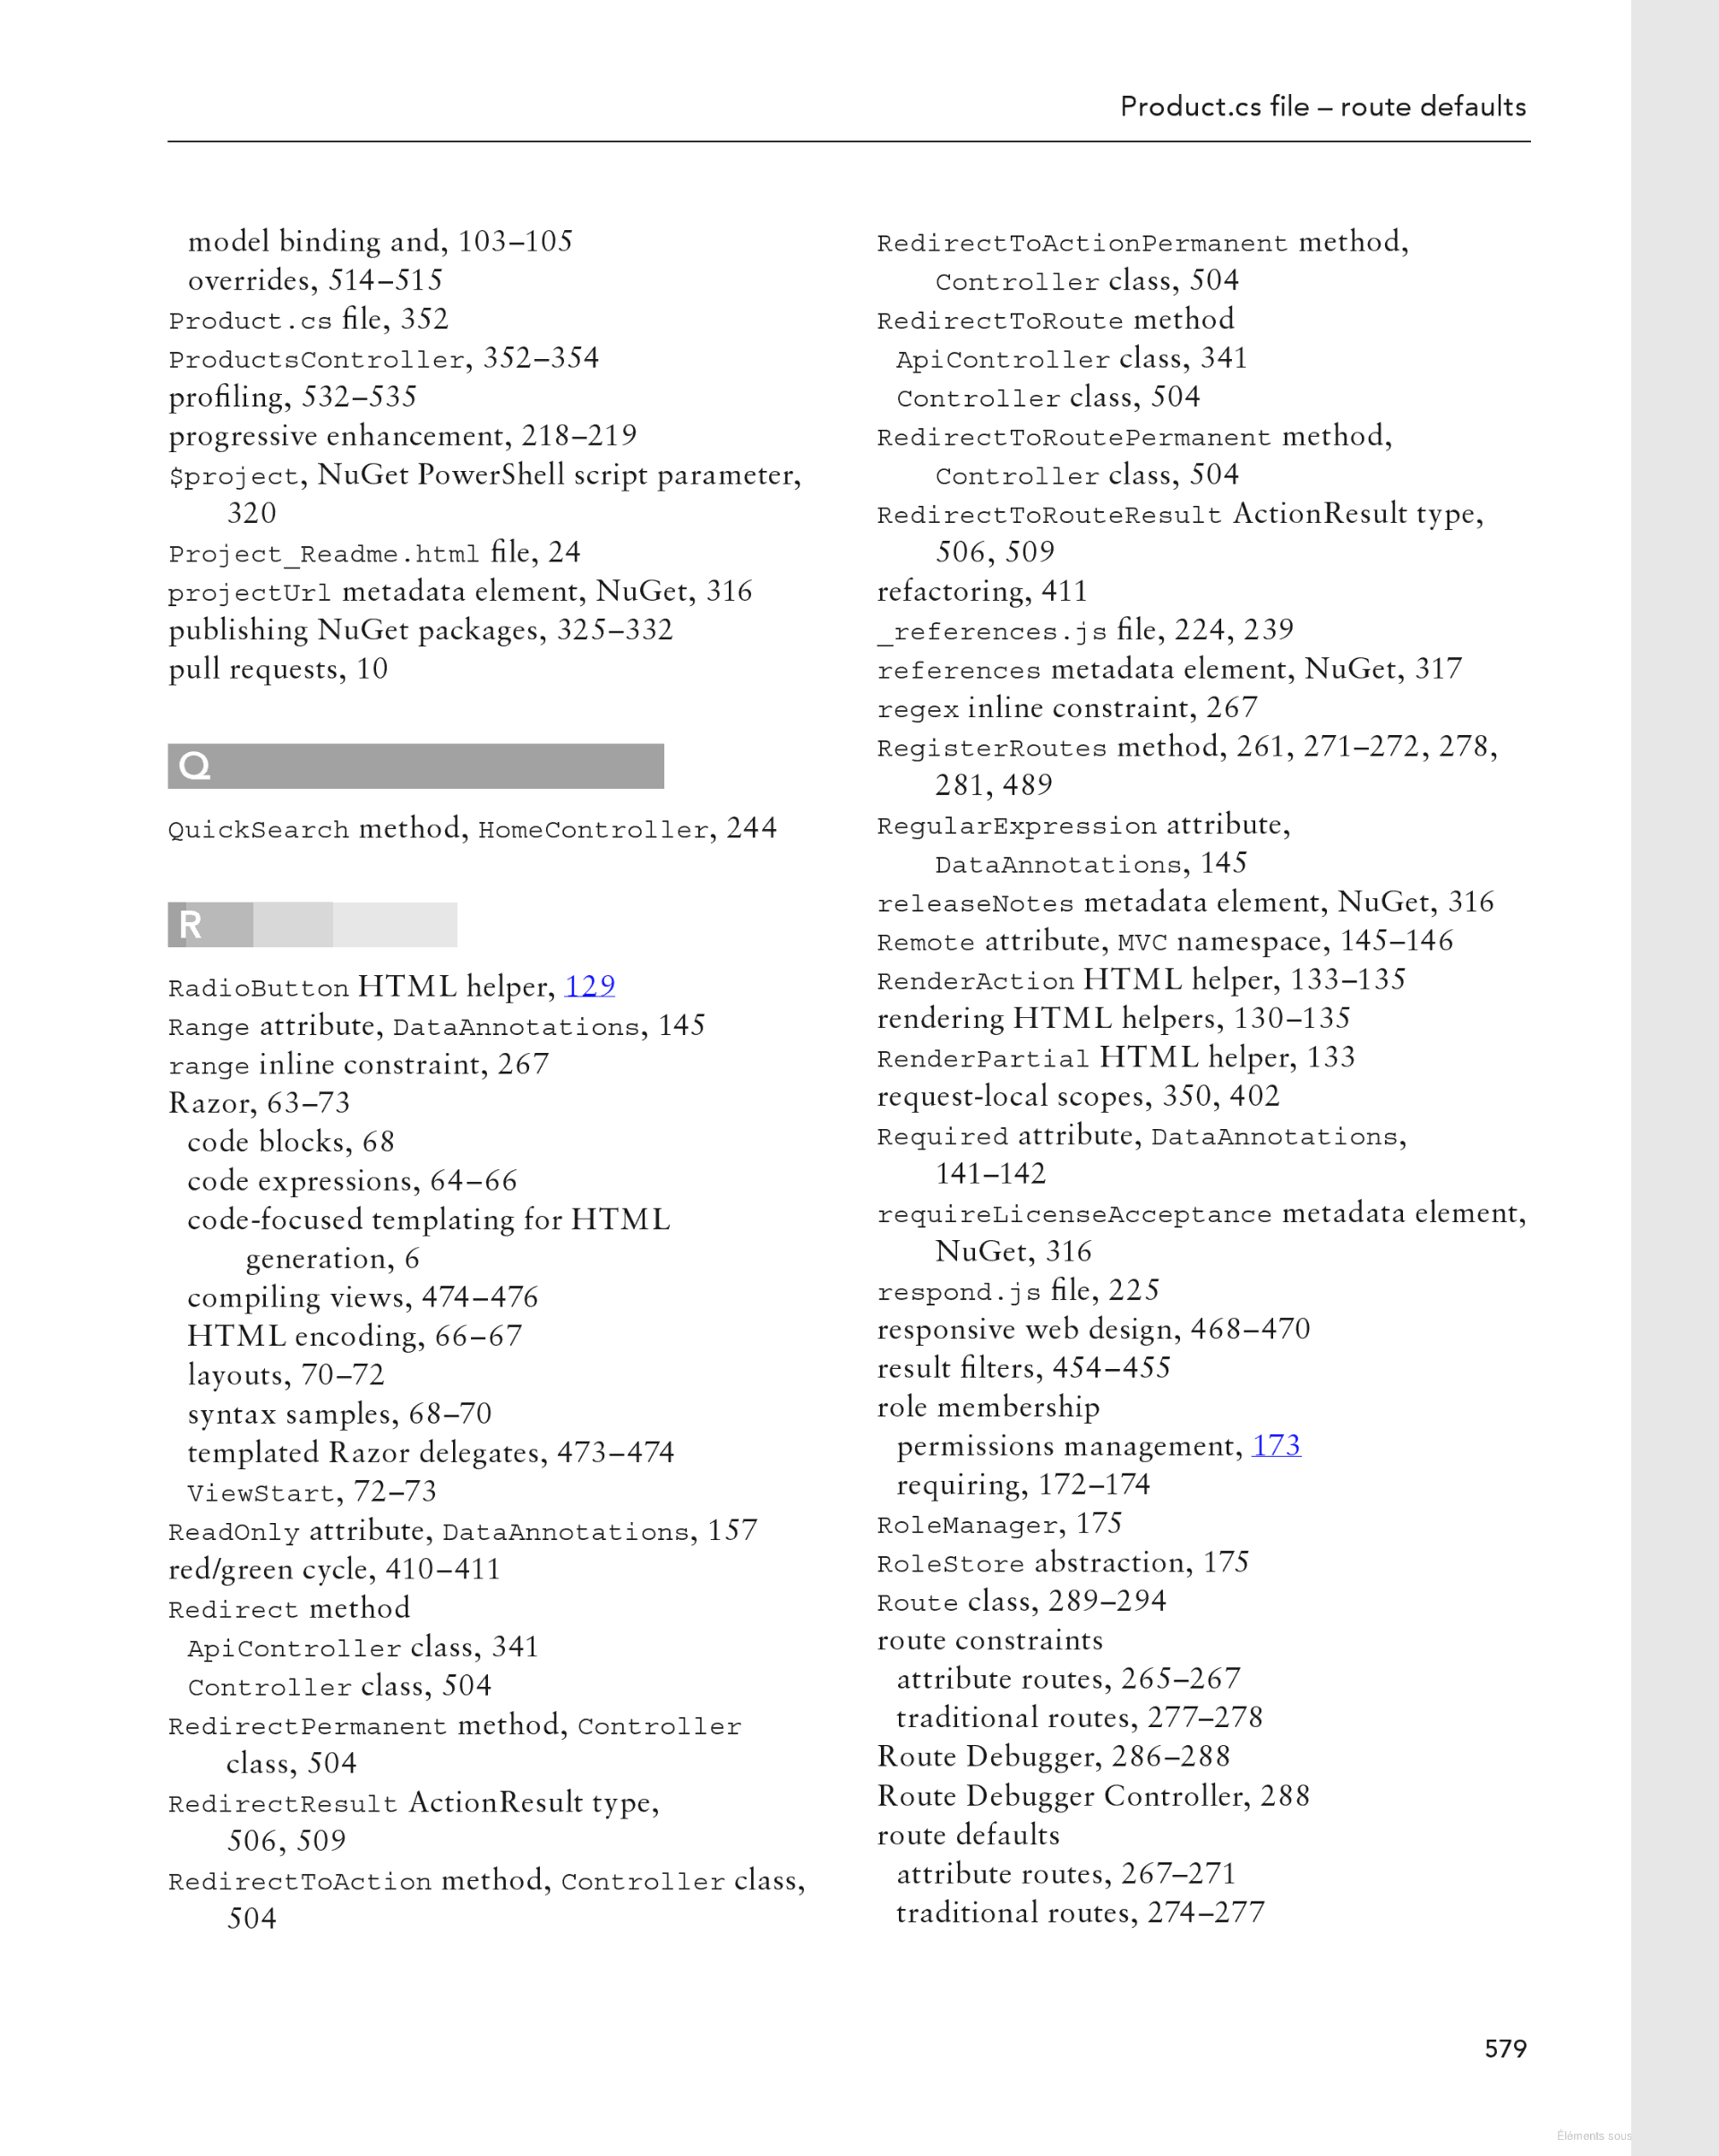 Product.cs file – route defaults
model binding and, 103–105
overrides, 514–515
Product.cs file, 352
ProductsController, 352–354
profiling, 532–535
progressive enhancement, 218–219
$project, NuGet PowerShell script parameter,
320
Project_Readme.html file, 24
projectUrl metadata element, NuGet, 316
publishing NuGet packages, 325–332
pull requests, 10
Q
QuickSearch method, HomeController, 244
R
RadioButton HTML helper, 129
Range attribute, DataAnnotations, 145
range inline constraint, 267
Razor, 63–73
code blocks, 68
code expressions, 64–66
code-focused templating for HTML
generation, 6
compiling views, 474–476
HTML encoding, 66–67
layouts, 70–72
syntax samples, 68–70
templated Razor delegates, 473–474
ViewStart, 72–73
ReadOnly attribute, DataAnnotations, 157
red/green cycle, 410–411
Redirect method
ApiController class, 341
Controller class, 504
RedirectPermanent method, Controller
class, 504
RedirectResult ActionResult type,
506, 509
RedirectToAction method, Controller class,
504
RedirectToActionPermanent method,
Controller class, 504
RedirectToRoute method
ApiController class, 341
Controller class, 504
RedirectToRoutePermanent method,
Controller class, 504
RedirectToRouteResult ActionResult type,
506, 509
refactoring, 411
_references.js file, 224, 239
references metadata element, NuGet, 317
regex inline constraint, 267
RegisterRoutes method, 261, 271–272, 278,
281, 489
RegularExpression attribute,
DataAnnotations, 145
releaseNotes metadata element, NuGet, 316
Remote attribute, MVC namespace, 145–146
RenderAction HTML helper, 133–135
rendering HTML helpers, 130–135
RenderPartial HTML helper, 133
request-local scopes, 350, 402
Required attribute, DataAnnotations,
141–142
requireLicenseAcceptance metadata element,
NuGet, 316
respond.js file, 225
responsive web design, 468–470
result filters, 454–455
role membership
permissions management, 173
requiring, 172–174
RoleManager, 175
RoleStore abstraction, 175
Route class, 289–294
route constraints
attribute routes, 265–267
traditional routes, 277–278
Route Debugger, 286–288
Route Debugger Controller, 288
route defaults
attribute routes, 267–271
traditional routes, 274–277
579
Éléments sous